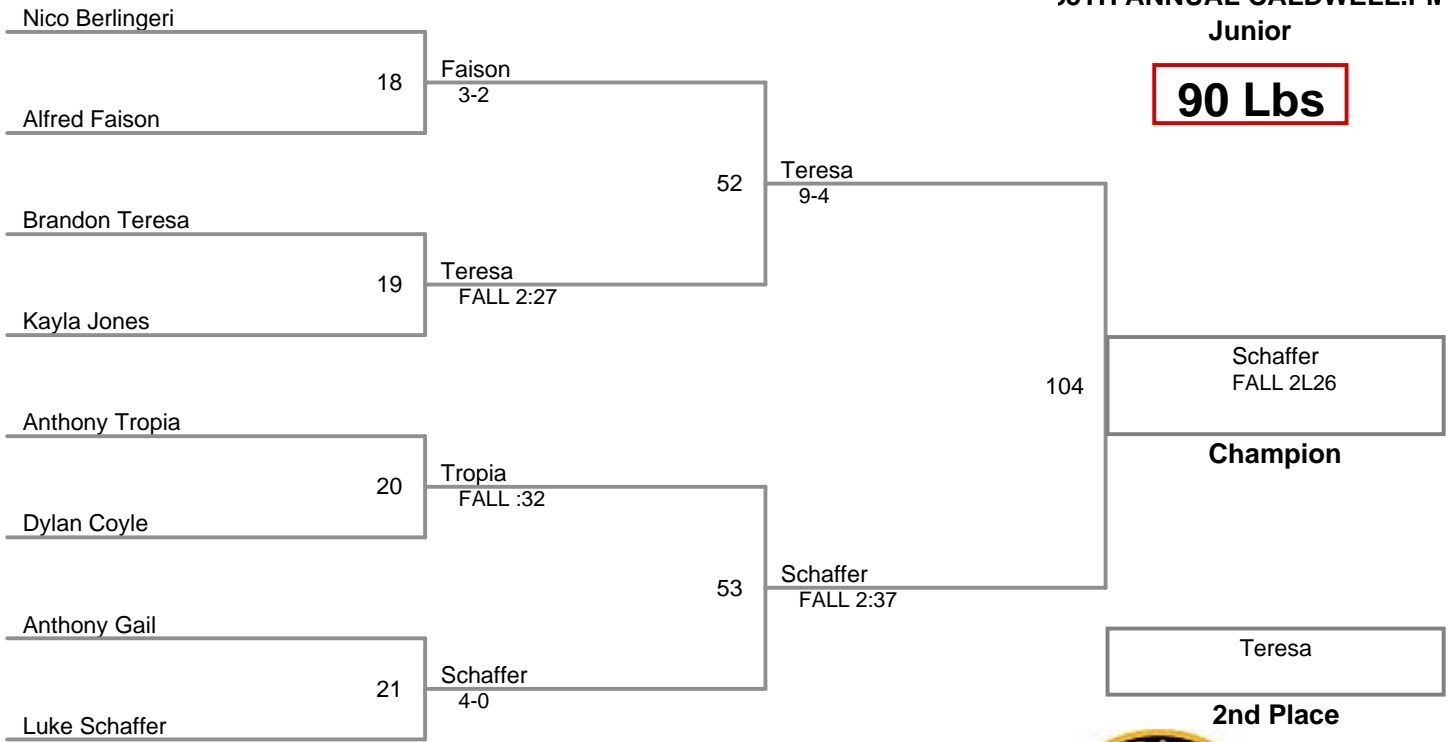 ANNUAL
Junior
90 Lbs
Nico Berlingeri
18
Faison
3-2
Alfred Faison
52
Teresa
9-4
Brandon Teresa
19
Teresa
FALL 2:27
Kayla Jones
104
Schaffer
FALL 2L26
Champion
Anthony Tropia
20
Tropia
FALL :32
Dylan Coyle
53
Schaffer
FALL 2:37
Anthony Gail
21
Schaffer
4-0
Luke Schaffer
Teresa
2nd Place